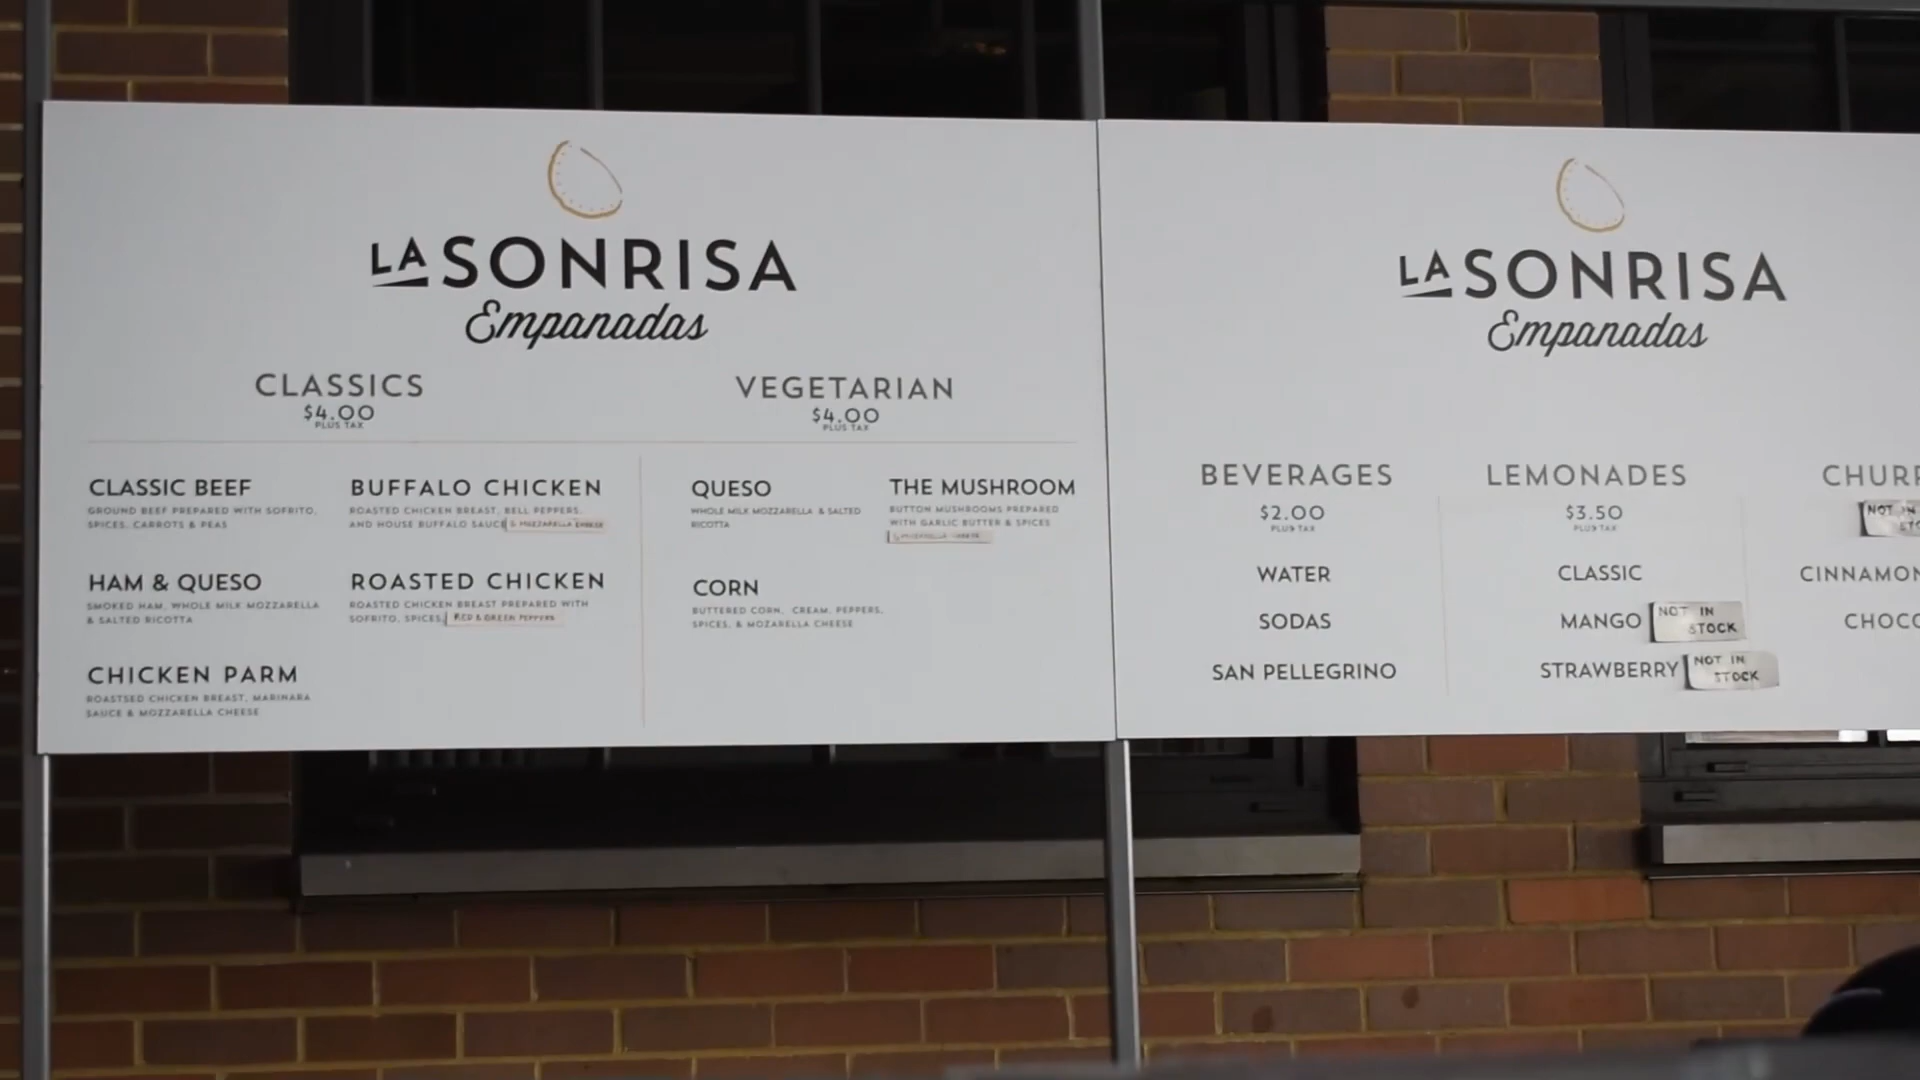 LA SONRISA
Empanadas
CLASSICS
$4.00
PLUS TAX
CLASSIC BEEF
GROUND BEEF PREPARED WITH SOFRITO,
SPICES, CARROTS & PEAS
BUFFALO CHICKEN
ROASTED CHICKEN BREAST, BELL PEPPERS,
AND HOUSE BUFFALO SAUCE & MOZZARELLA CHEESE
HAM & QUESO
SMOKED HAM, WHOLE MILK MOZZARELLA
& SALTED RICOTTA
ROASTED CHICKEN
ROASTED CHICKEN BREAST PREPARED WITH
SOFRITO, SPICES, RED & GREEN PEPPERS
CHICKEN PARM
ROASTSED CHICKEN BREAST, MARINARA
SAUCE & MOZZARELLA CHEESE
VEGETARIAN
$4.00
PLUS TAX
QUESO
WHOLE MILK MOZZARELLA & SALTED
RICOTTA
THE MUSHROOM
BUTTON MUSHROOMS PREPARED
WITH GARLIC BUTTER & SPICES
CORN
BUTTERED CORN, CREAM, PEPPERS,
SPICES, & MOZARELLA CHEESE
LA SONRISA
Empanadas
BEVERAGES
$2.00
PLUS TAX
WATER
SODAS
SAN PELLEGRINO
LEMONADES
$3.50
PLUS TAX
CLASSIC
MANGO NOT IN
STOCK
STRAWBERRY NOT IN
STOCK
CHURR
NOT IN
STO
CINNAMON
CHOCO